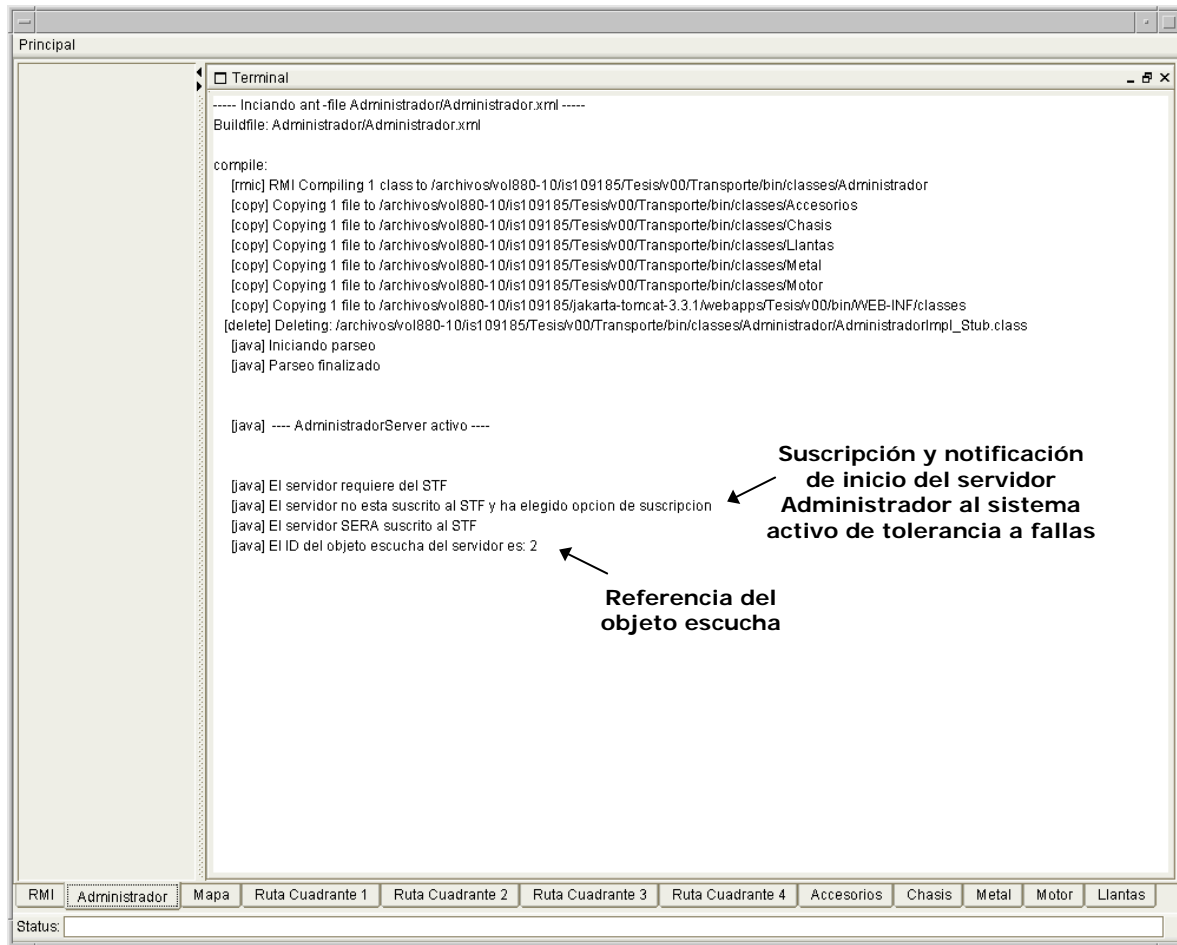 Principal
Terminal
----- Inciando ant -file Administrador/Administrador.xml -----
Buildfile: Administrador/Administrador.xml
compile:
[rmic] RMI Compiling 1 class to /archivos/vol880-10/is109185/Tesis/v00/Transporte/bin/classes/Administrador
[copy] Copying 1 file to /archivos/vol880-10/is109185/Tesis/v00/Transporte/bin/classes/Accesorios
[copy] Copying 1 file to /archivos/vol880-10/is109185/Tesis/v00/Transporte/bin/classes/Chasis
[copy] Copying 1 file to /archivos/vol880-10/is109185/Tesis/v00/Transporte/bin/classes/Llantas
[copy] Copying 1 file to /archivos/vol880-10/is109185/Tesis/v00/Transporte/bin/classes/Metal
[copy] Copying 1 file to /archivos/vol880-10/is109185/Tesis/v00/Transporte/bin/classes/Motor
[copy] Copying 1 file to /archivos/vol880-10/is109185/jakarta-tomcat-3.3.1/webapps/Tesis/v00/bin/WEB-INF/classes
[delete] Deleting: /archivos/vol880-10/is109185/Tesis/v00/Transporte/bin/classes/Administrador/AdministradorImpl_Stub.class
[java] Iniciando parseo
[java] Parseo finalizado
[java] ---- AdministradorServer activo ----
[java] El servidor requiere del STF
[java] El servidor no esta suscrito al STF y ha elegido opcion de suscripcion
[java] El servidor SERA suscrito al STF
[java] El ID del objeto escucha del servidor es: 2
Suscripción y notificación
de inicio del servidor
Administrador al sistema
activo de tolerancia a fallas
Referencia del
objeto escucha
RMI Administrador Mapa Ruta Cuadrante 1 Ruta Cuadrante 2 Ruta Cuadrante 3 Ruta Cuadrante 4 Accesorios Chasis Metal Motor Llantas
Status: